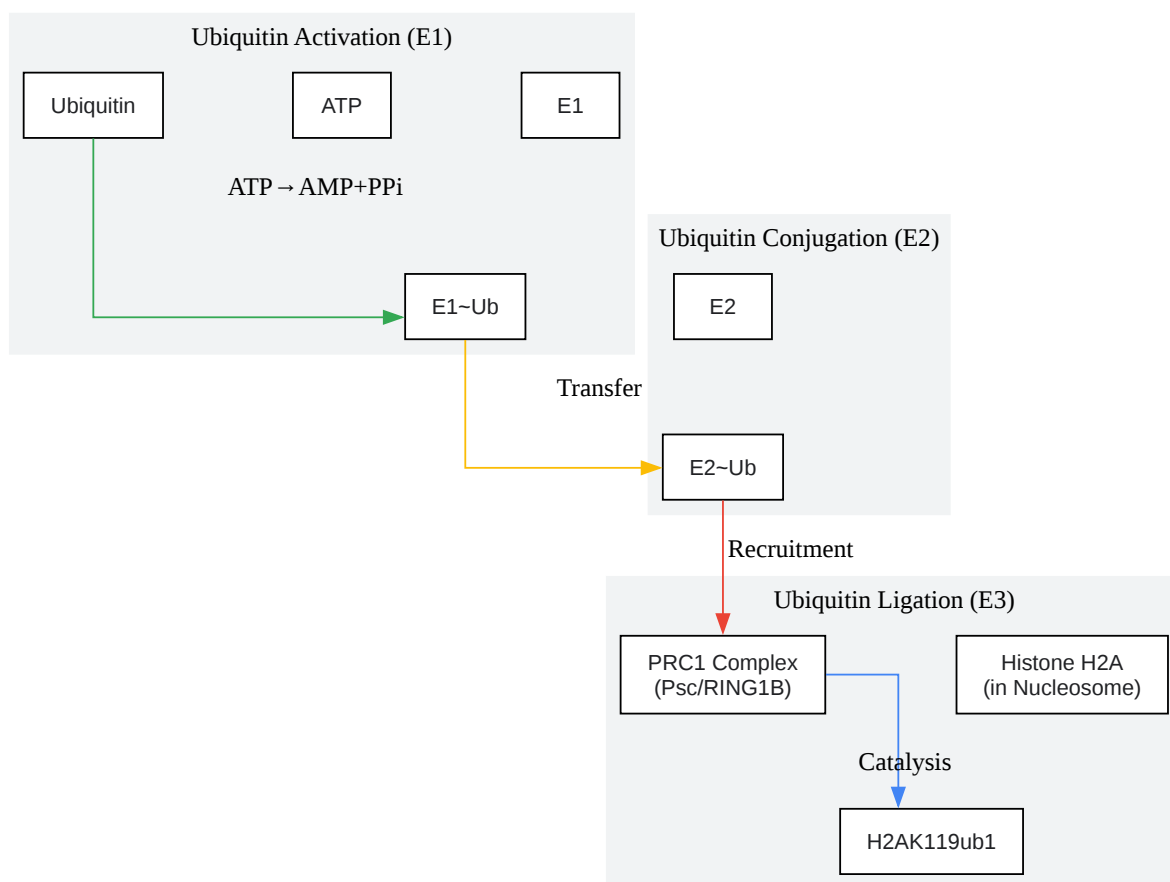 Ubiquitin Activation (E1)
Ubiquitin
ATP
E1
ATP→AMP+PPi
Ubiquitin Conjugation (E2)
E1~Ub
E2
Transfer
E2~Ub
Recruitment
Ubiquitin Ligation (E3)
PRC1 Complex
(Psc/RING1B)
Histone H2A
(in Nucleosome)
Catalysis
H2AK119ub1